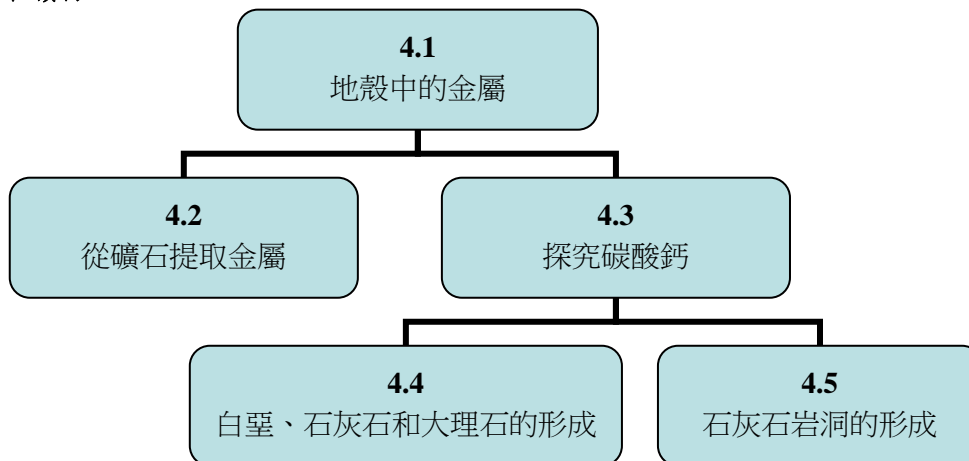 4.1
地殼中的金屬
4.2
從礦石提取金屬
4.3
探究碳酸鈣
4.4
白堊、石灰石和大理石的形成
4.5
石灰石岩洞的形成